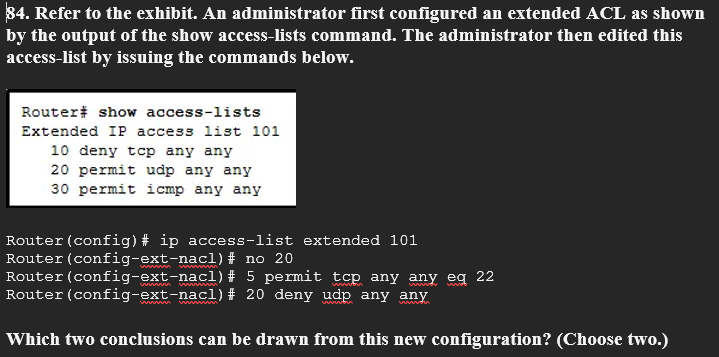 84. Refer to the exhibit. An administrator first configured an extended ACL as shown
by the output of the show access-lists command. The administrator then edited this
access-list by issuing the commands below.
Router# show access-lists
Extended IP access list 101
10 deny tcp any any
20 permit udp any any
30 permit icmp any any
Router(config)# ip access-list extended 101
Router(config-ext-nacl)# no 20
Router(config-ext-nacl)# 5 permit tcp any any eq 22
Router(config-ext-nacl)# 20 deny udp any any
Which two conclusions can be drawn from this new configuration? (Choose two.)